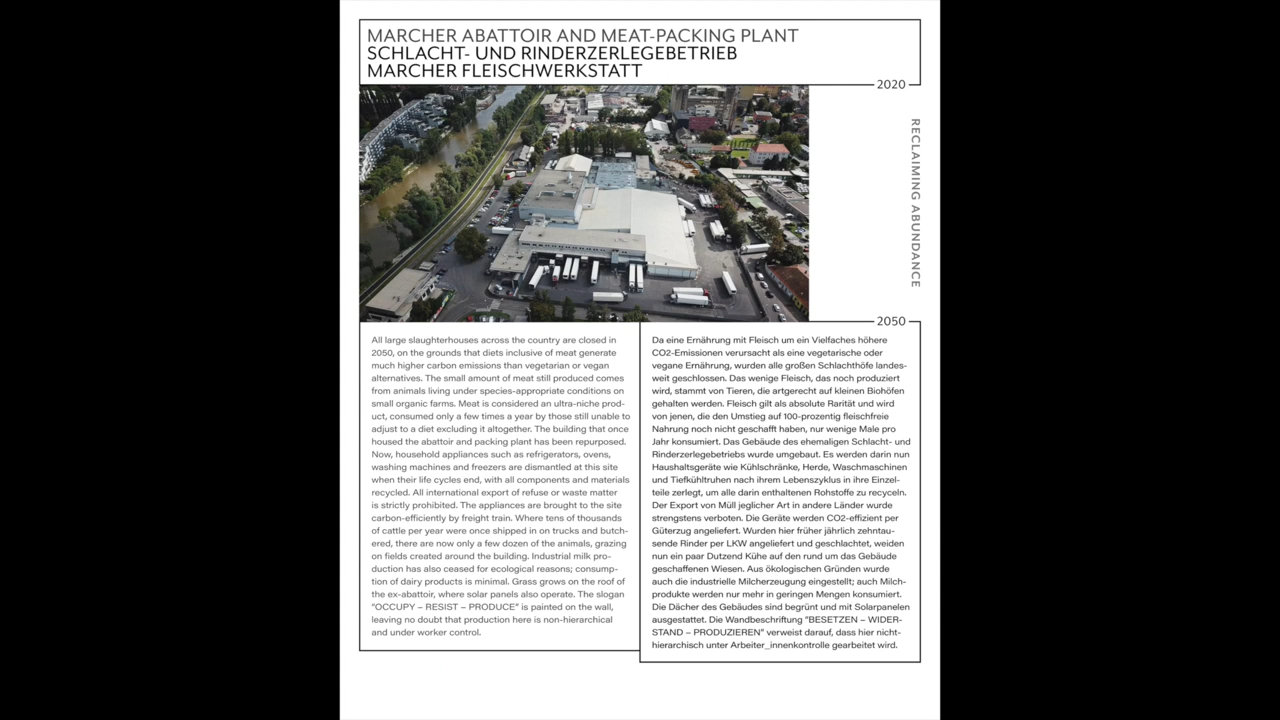 MARCHER ABATTOIR AND MEAT-PACKING PLANT
SCHLACHT- UND RINDERZERLEGEBETRIEB
MARCHER FLEISCHWERKSTATT
2020
RECLAIMING ABUNDANCE
2050
All large slaughterhouses across the country are closed in
2050, on the grounds that diets inclusive of meat generate
much higher carbon emissions than vegetarian or vegan
alternatives. The small amount of meat still produced comes
from animals living under species-appropriate conditions on
small organic farms. Meat is considered an ultra-niche prod-
uct, consumed only a few times a year by those still unable to
adjust to a diet excluding it altogether. The building that once
housed the abattoir and packing plant has been repurposed.
Now, household appliances such as refrigerators, ovens,
washing machines and freezers are dismantled at this site
when their life cycles end, with all components and materials
recycled. All international export of refuse or waste matter
is strictly prohibited. The appliances are brought to the site
carbon-efficiently by freight train. Where tens of thousands
of cattle per year were once shipped in on trucks and butch-
ered, there are now only a few dozen of the animals, grazing
on fields created around the building. Industrial milk pro-
duction has also ceased for ecological reasons; consump-
tion of dairy products is minimal. Grass grows on the roof of
the ex-abattoir, where solar panels also operate. The slogan
"OCCUPY – RESIST – PRODUCE" is painted on the wall,
leaving no doubt that production here is non-hierarchical
and under worker control.
Da eine Ernährung mit Fleisch um ein Vielfaches höhere
CO2-Emissionen verursacht als eine vegetarische oder
vegane Ernährung, wurden alle großen Schlachthöfe landes-
weit geschlossen. Das wenige Fleisch, das noch produziert
wird, stammt von Tieren, die artgerecht auf kleinen Biohöfen
gehalten werden. Fleisch gilt als absolute Rarität und wird
von jenen, die den Umstieg auf 100-prozentig fleischfreie
Nahrung noch nicht geschafft haben, nur wenige Male pro
Jahr konsumiert. Das Gebäude des ehemaligen Schlacht- und
Rinderzerlegebetriebs wurde umgebaut. Es werden darin nun
Haushaltsgeräte wie Kühlschränke, Herde, Waschmaschinen
und Tiefkühltruhen nach ihrem Lebenszyklus in ihre Einzel-
teile zerlegt, um alle darin enthaltenen Rohstoffe zu recyceln.
Der Export von Müll jeglicher Art in andere Länder wurde
strengstens verboten. Die Geräte werden CO2-effizient per
Güterzug angeliefert. Wurden hier früher jährlich zehntau-
sende Rinder per LKW angeliefert und geschlachtet, weiden
nun ein paar Dutzend Kühe auf den rund um das Gebäude
geschaffenen Wiesen. Aus ökologischen Gründen wurde
auch die industrielle Milcherzeugung eingestellt; auch Milch-
produkte werden nur mehr in geringen Mengen konsumiert.
Die Dächer des Gebäudes sind begrünt und mit Solarpanelen
ausgestattet. Die Wandbeschriftung "BESETZEN – WIDER-
STAND – PRODUZIEREN" verweist darauf, dass hier nicht-
hierarchisch unter Arbeiter_innenkontrolle gearbeitet wird.